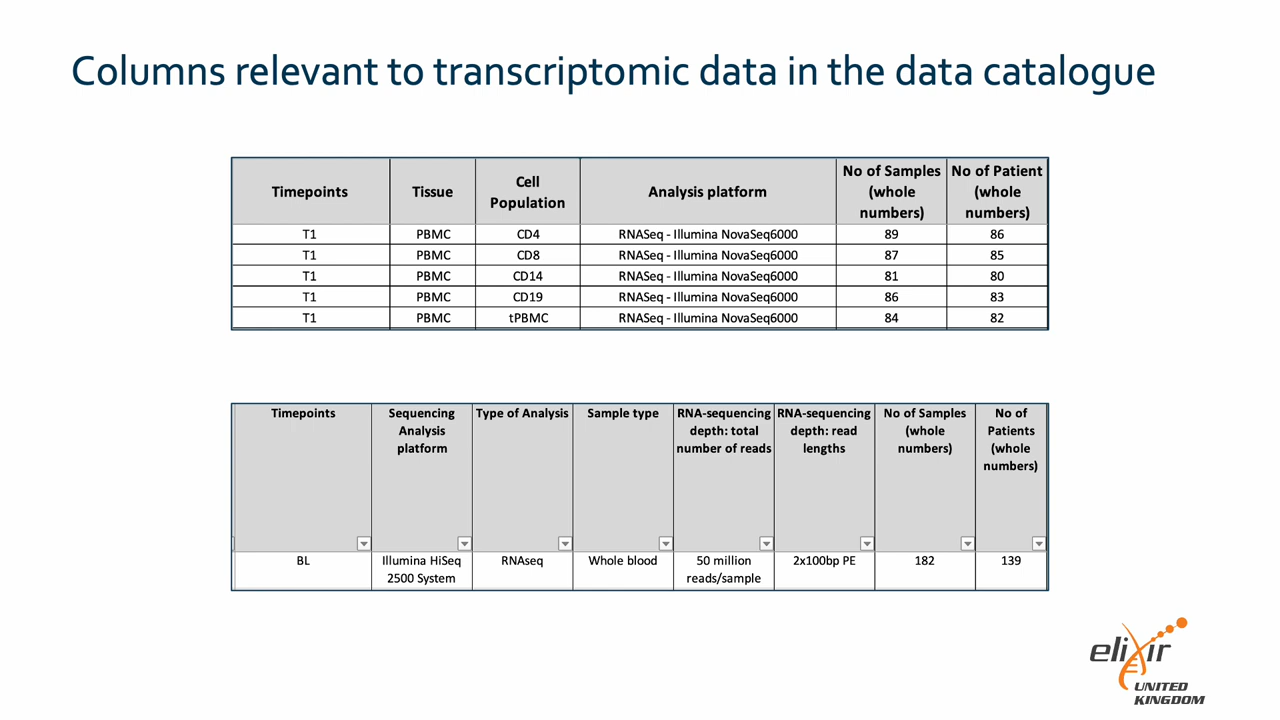 Columns relevant to transcriptomic data in the data catalogue
Timepoints Tissue Cell Population Analysis platform No of Samples (whole numbers) No of Patient (whole numbers)
T1 PBMC CD4 RNASeq - Illumina NovaSeq6000 89 86
T1 PBMC CD8 RNASeq - Illumina NovaSeq6000 87 85
T1 PBMC CD14 RNASeq - Illumina NovaSeq6000 81 80
T1 PBMC CD19 RNASeq - Illumina NovaSeq6000 86 83
T1 PBMC tPBMC RNASeq - Illumina NovaSeq6000 84 82
Timepoints Sequencing Analysis platform Type of Analysis Sample type RNA-sequencing depth: total number of reads RNA-sequencing depth: read lengths No of Samples (whole numbers) No of Patients (whole numbers)
BL Illumina HiSeq 2500 System RNAseq Whole blood 50 million reads/sample 2x100bp PE 182 139
elixir
UNITED
KINGDOM